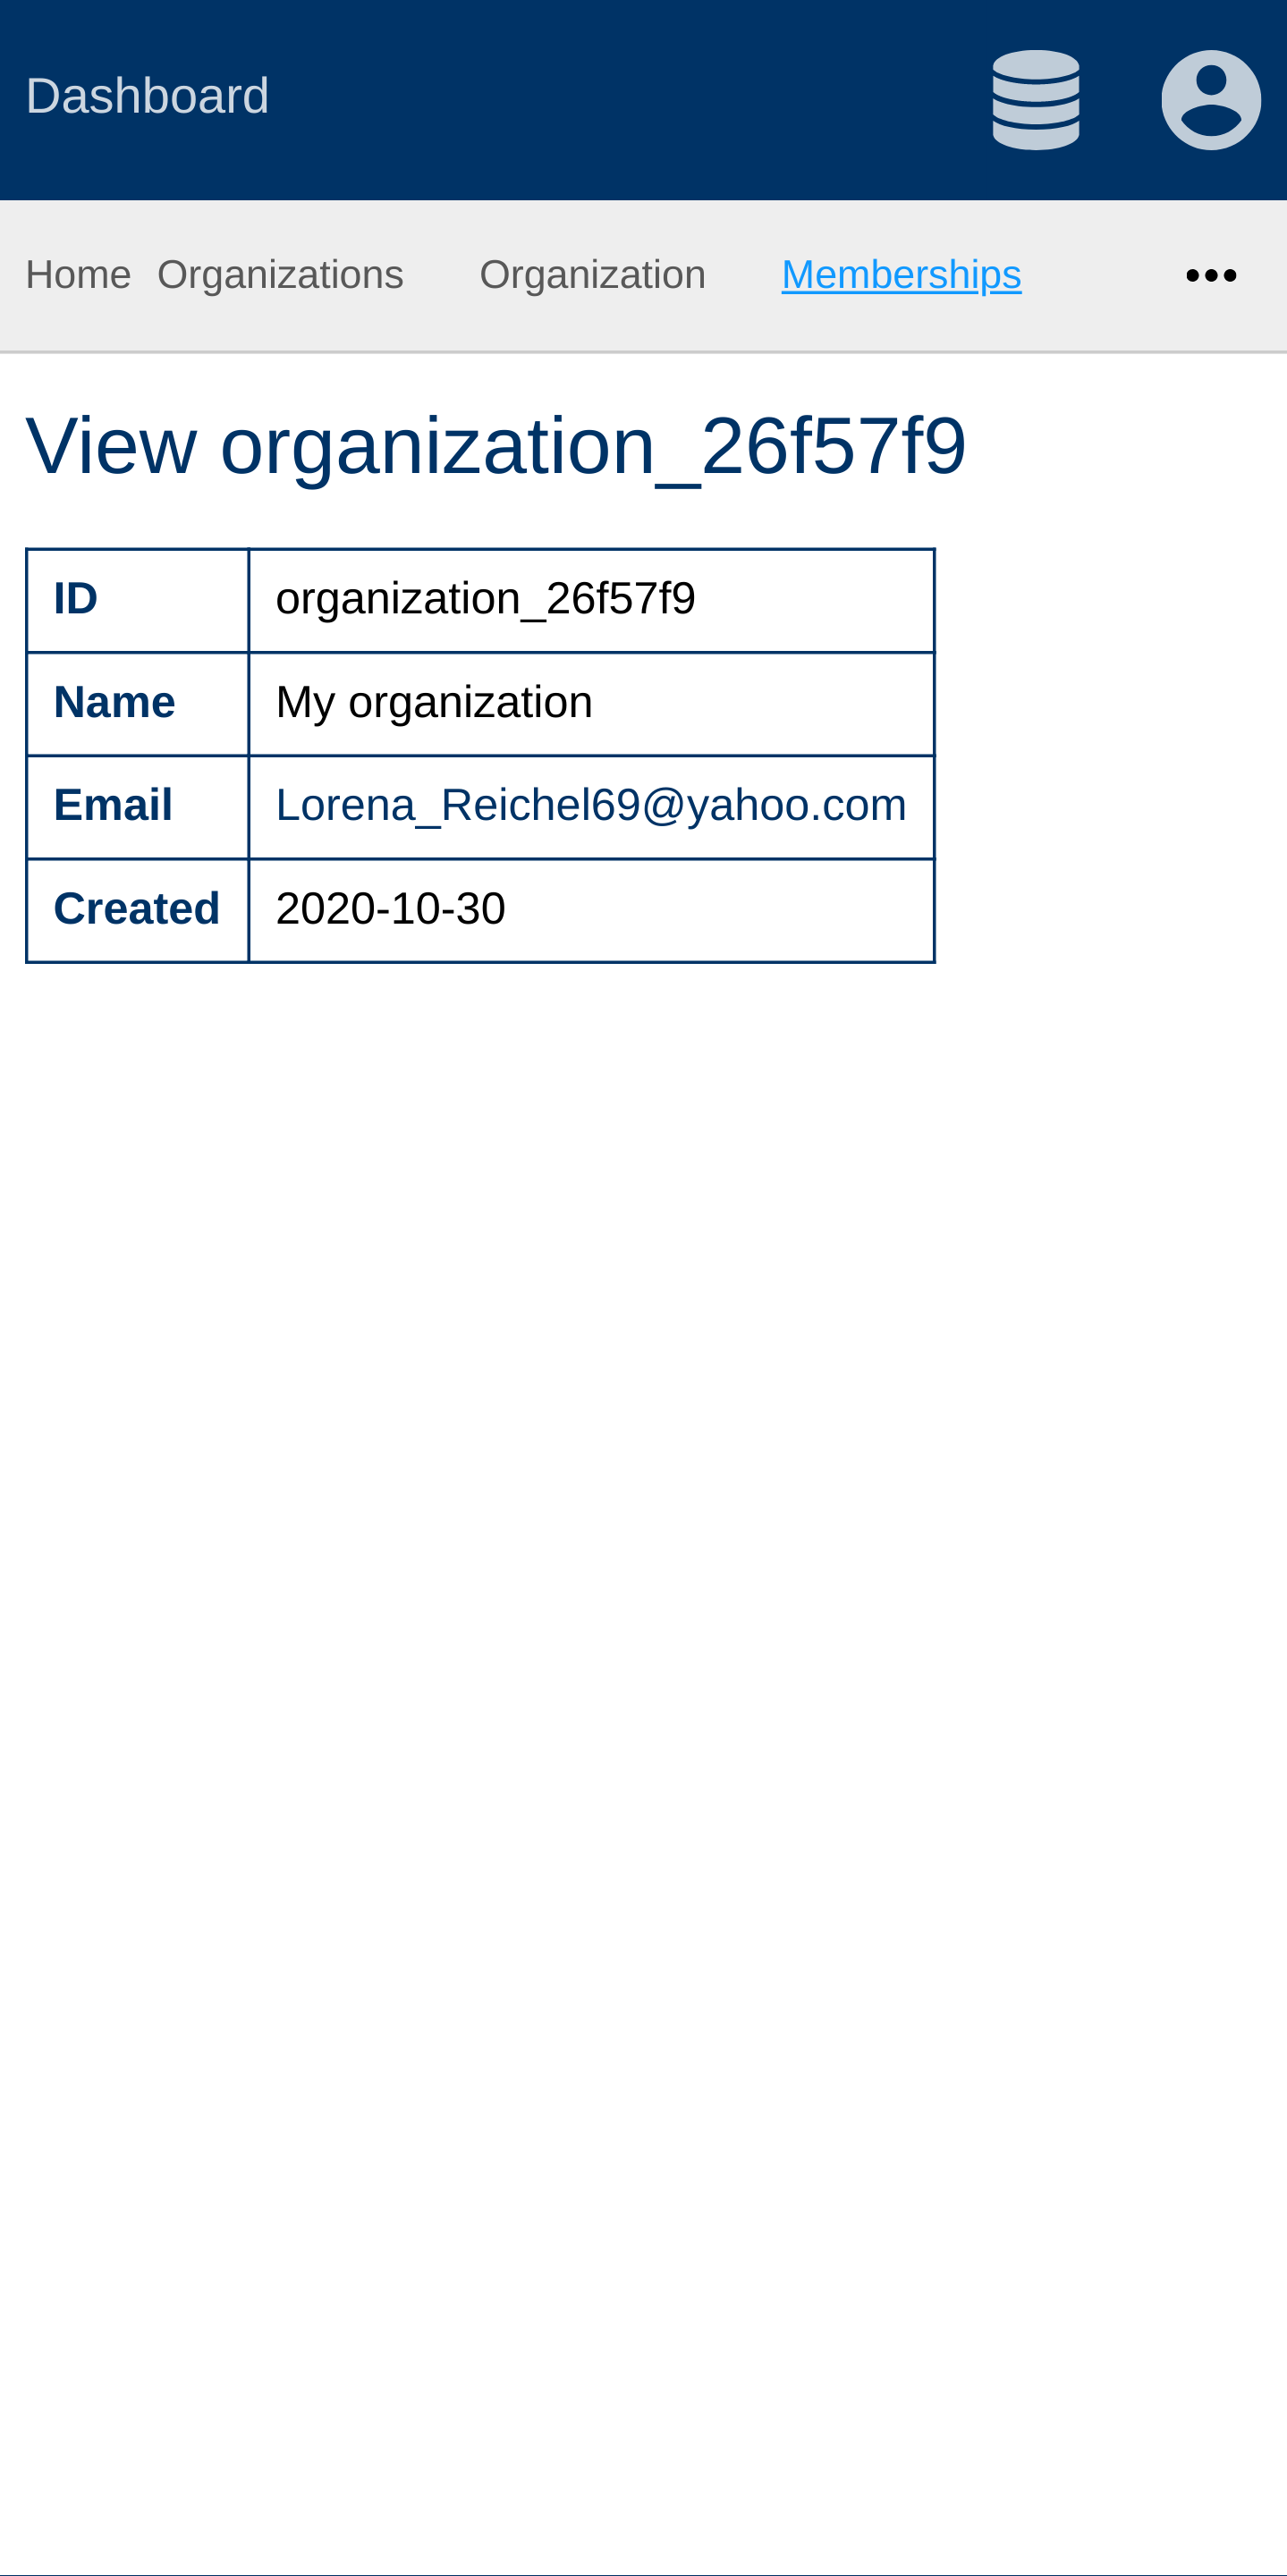 Dashboard
Home Organizations Organization Memberships
View organization_26f57f9
ID organization_26f57f9
Name My organization
Email Lorena_Reichel69@yahoo.com
Created 2020-10-30